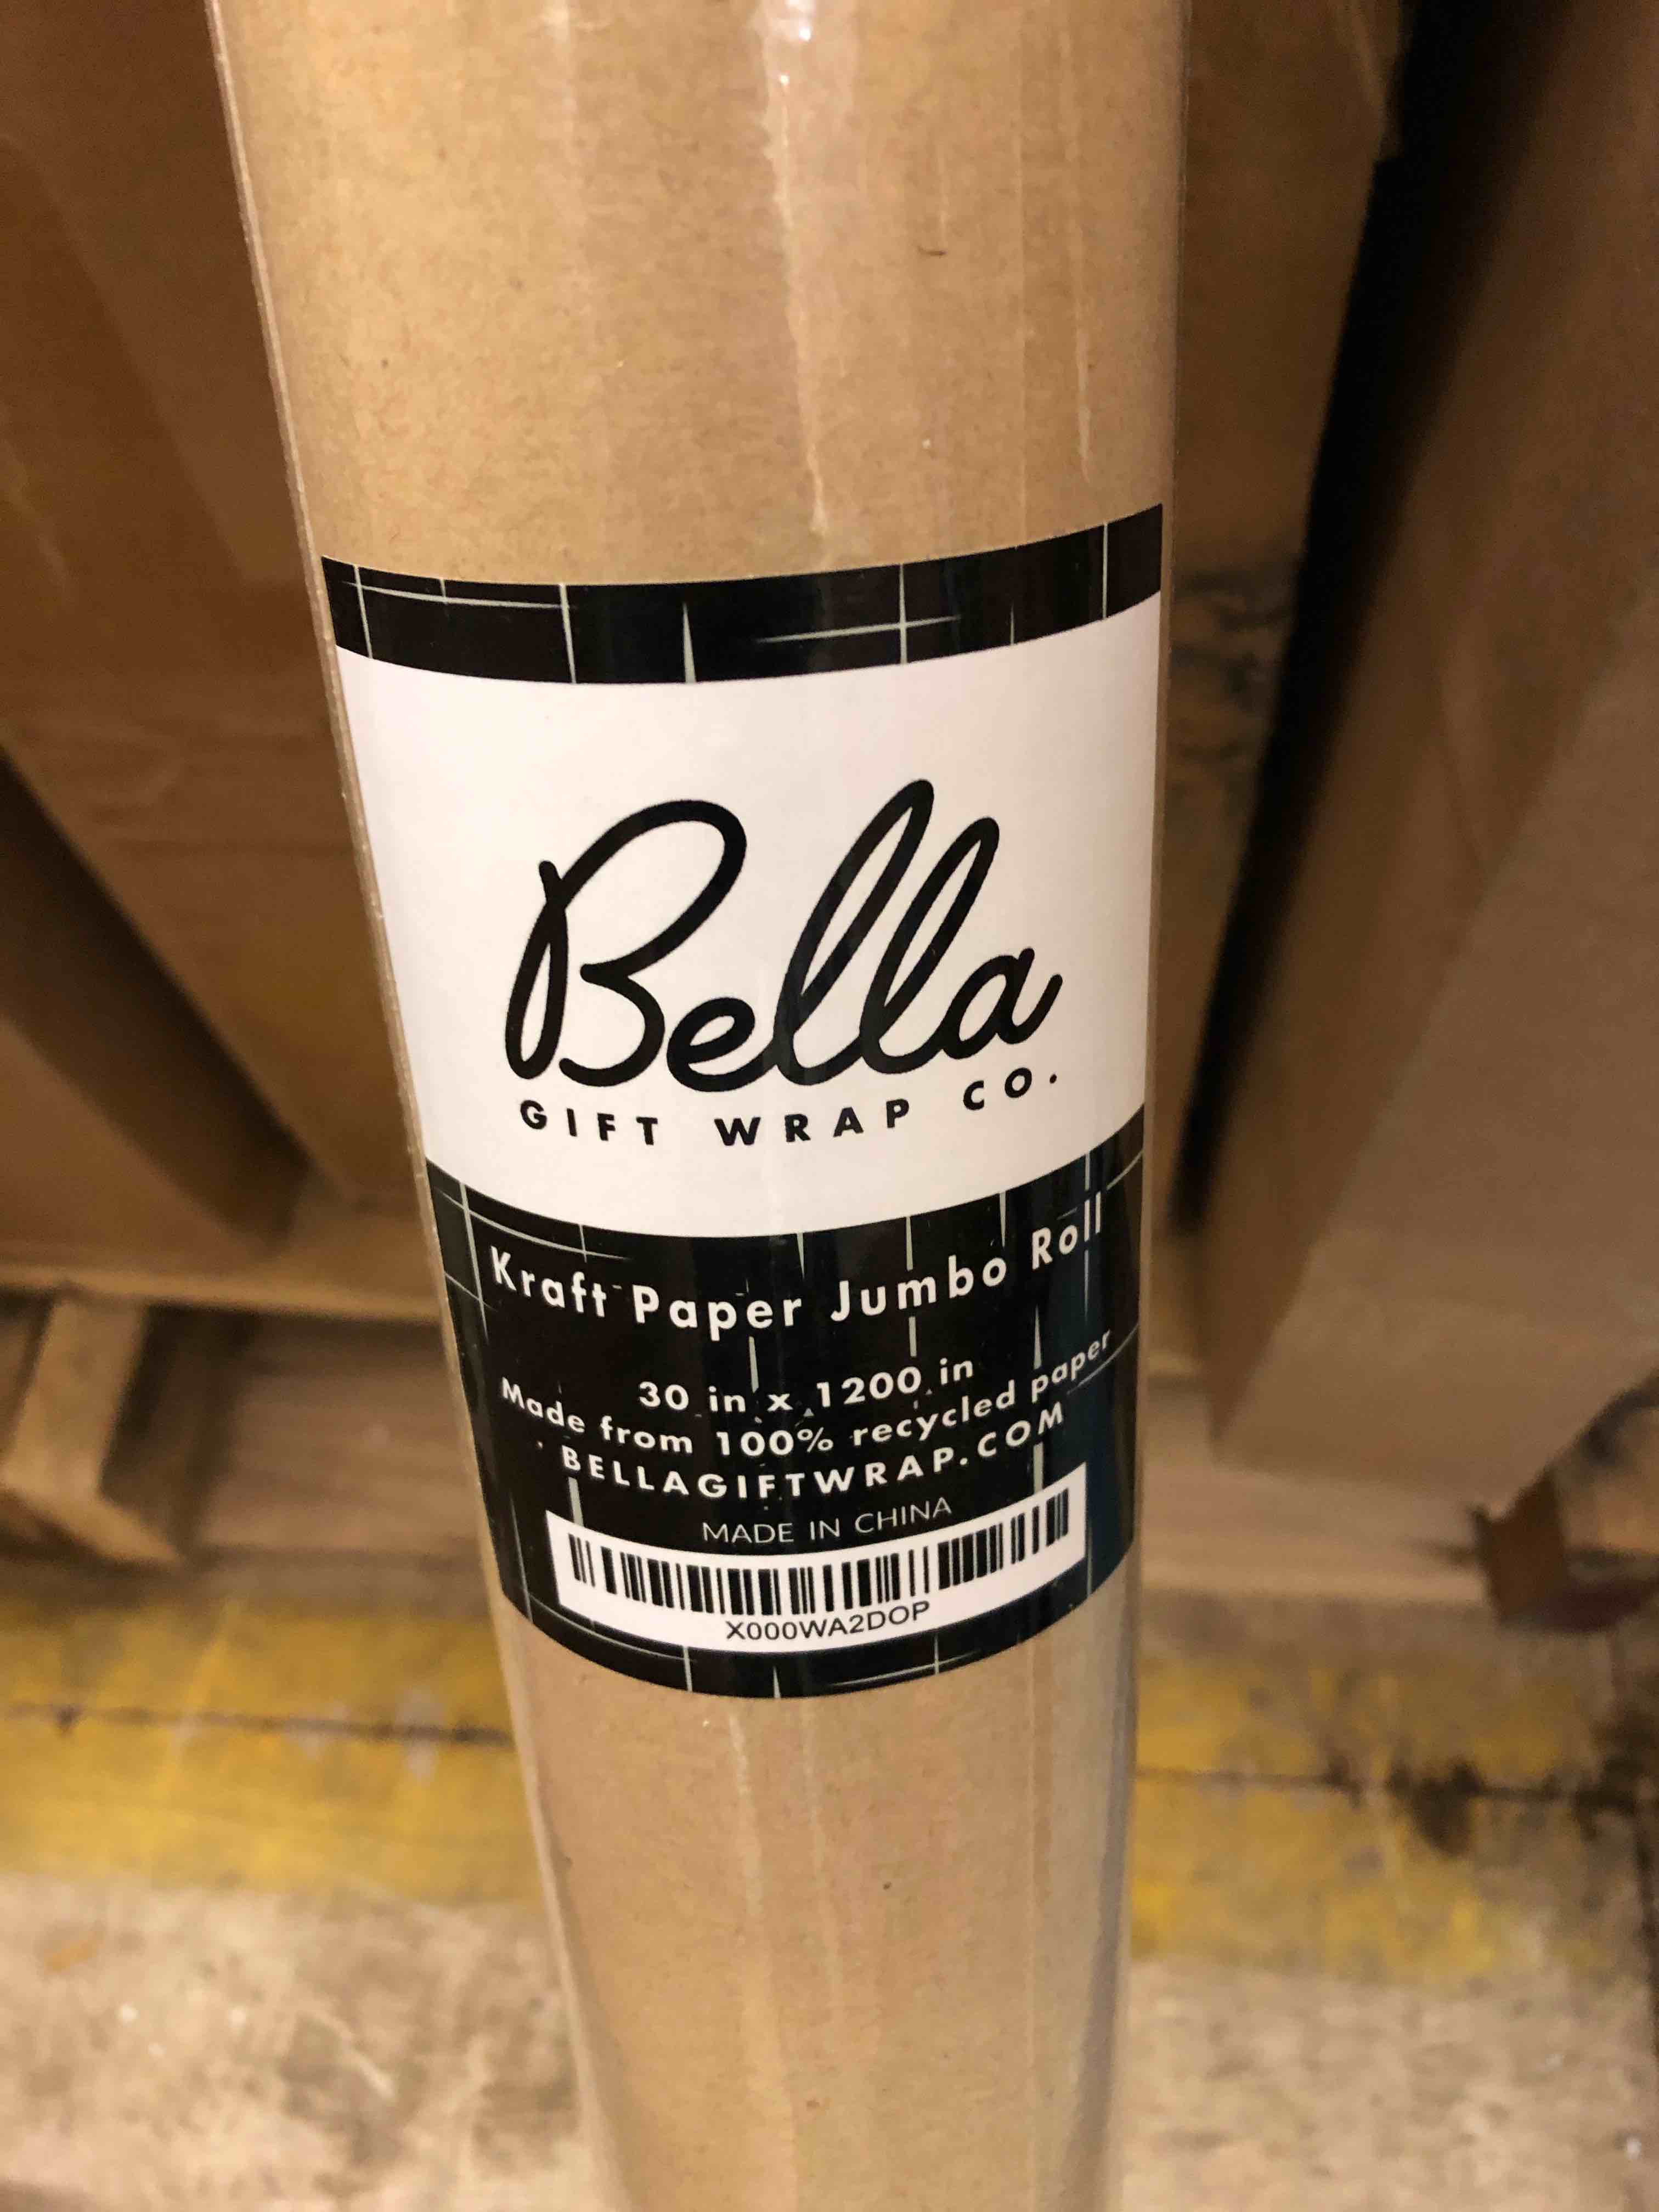 Bella
GIFT WRAP CO.
Kraft Paper Jumbo Roll
30 in x 1200 in
Made from 100% recycled paper
BELLAGIFTWRAP.COM
MADE IN CHINA
X000WA2DOP